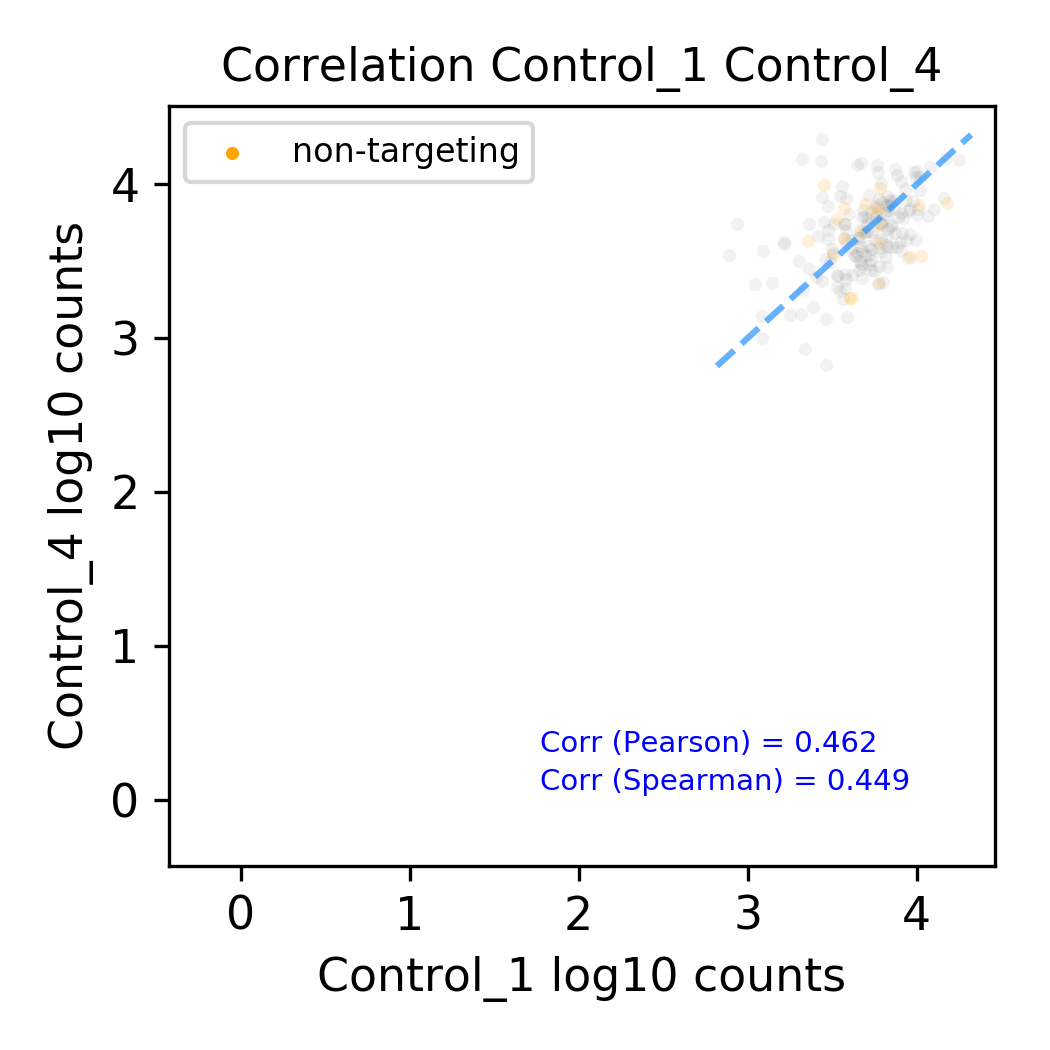 Correlation Control_1 Control_4
non-targeting
4
3
2
1
0
Control_4 log10 counts
Corr (Pearson) = 0.462
Corr (Spearman) = 0.449
0 1 2 3 4
Control_1 log10 counts